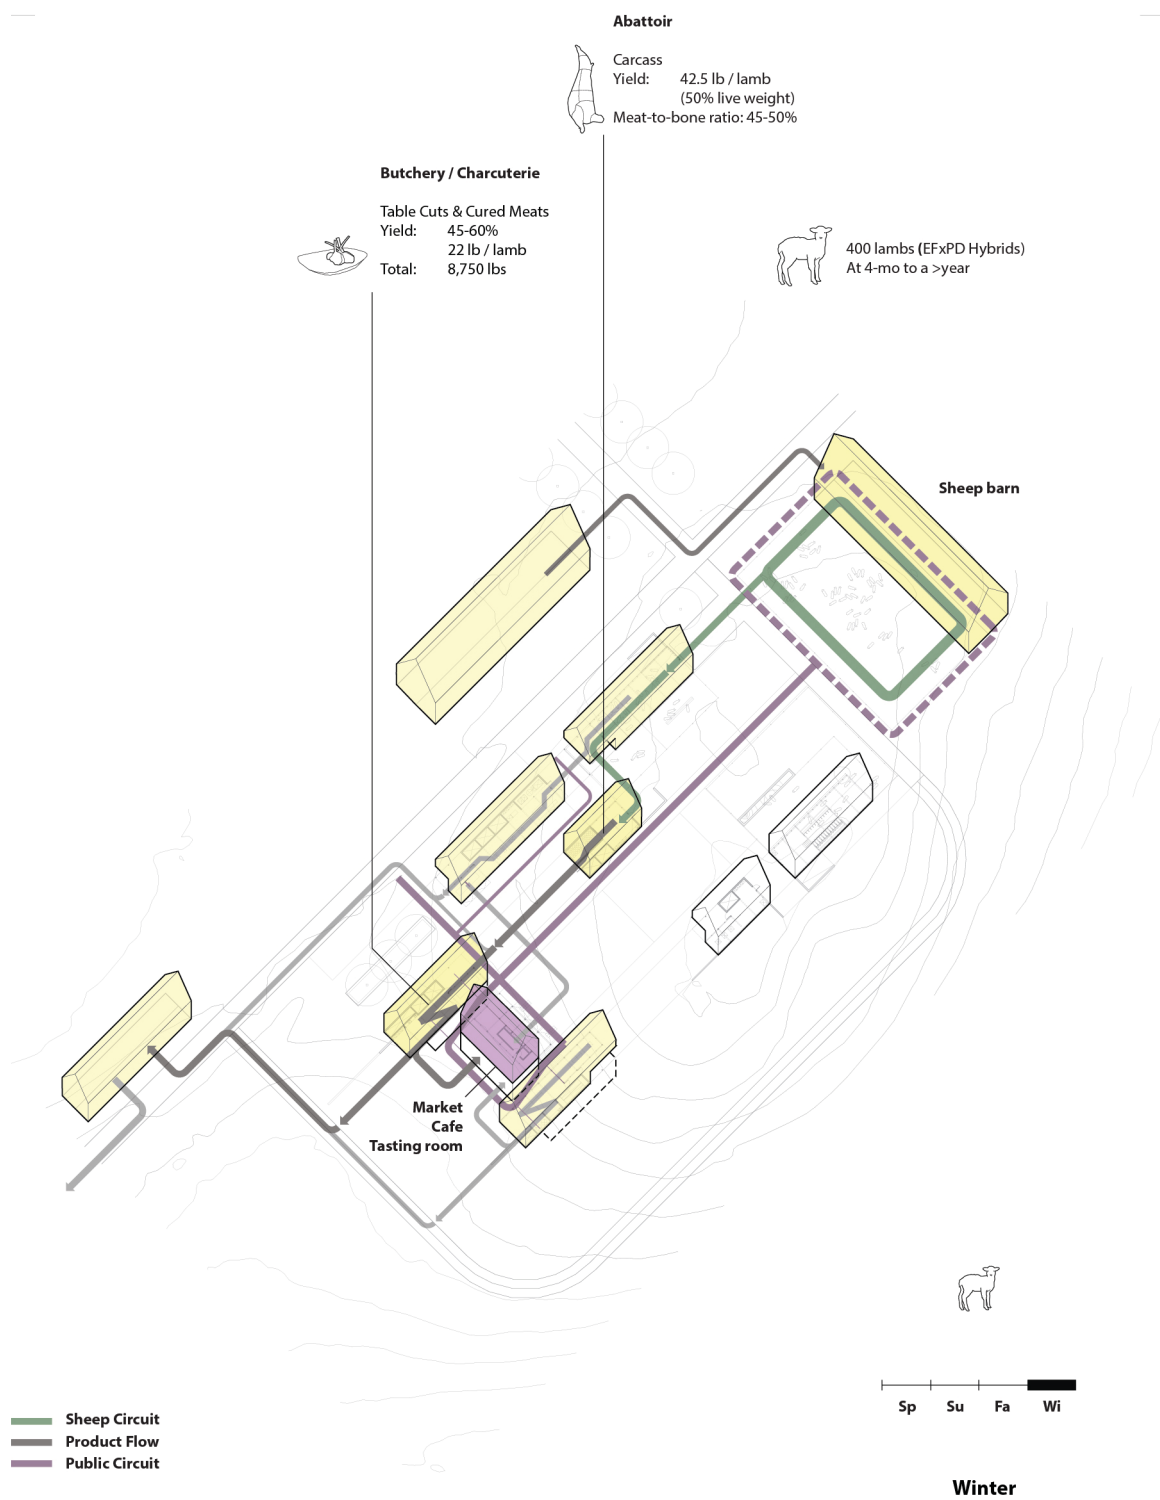 Abattoir
Carcass
Yield: 42.5 lb / lamb
(50% live weight)
Meat-to-bone ratio: 45-50%
Butchery / Charcuterie
Table Cuts & Cured Meats
Yield: 45-60%
22 lb / lamb
Total: 8,750 lbs
400 lambs (EFxPD Hybrids)
At 4-mo to a >year
Sheep barn
Market
Cafe
Tasting room
Sp Su Fa Wi
Sheep Circuit
Product Flow
Public Circuit
Winter